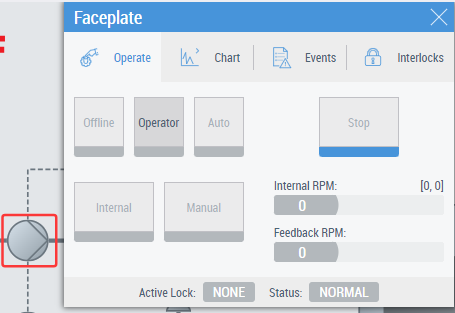 Faceplate
Operate Chart Events Interlocks
Offline Operator Auto Stop
Internal Manual
Internal RPM: [0, 0]
0
Feedback RPM:
0
Active Lock: NONE Status: NORMAL